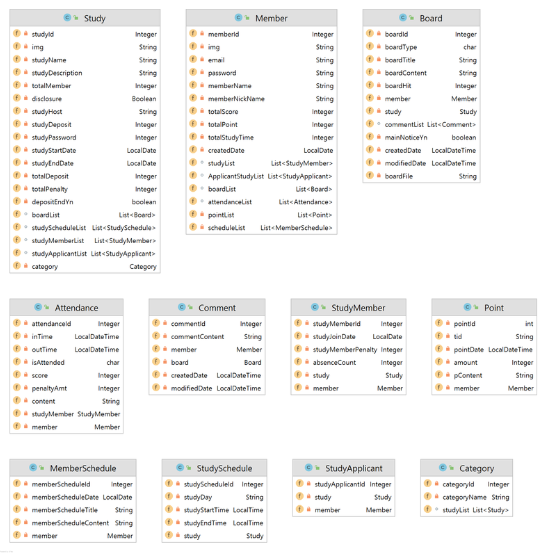 Study
studyId Integer
img String
studyName String
studyDescription String
totalMember Integer
disclosure Boolean
studyHost String
studyDeposit Integer
studyPassword Integer
studyStartDate LocalDate
studyEndDate LocalDate
totalDeposit Integer
totalPenalty Integer
depositEndYn boolean
boardList List<Board>
studyScheduleList List<StudySchedule>
studyMemberList List<StudyMember>
studyApplicantList List<StudyApplicant>
category Category
Member
memberId Integer
img String
email String
password String
memberName String
memberNickName String
totalScore Integer
totalPoint Integer
totalStudyTime Integer
createdDate LocalDate
studyList List<StudyMember>
ApplicantStudyList List<StudyApplicant>
boardList List<Board>
attendanceList List<Attendance>
pointList List<Point>
scheduleList List<MemberSchedule>
Board
boardId Integer
boardType char
boardTitle String
boardContent String
boardHit Integer
member Member
study Study
commentList List<Comment>
mainNoticeYn boolean
createdDate LocalDateTime
modifiedDate LocalDateTime
boardFile String
Attendance
attendanceId Integer
inTime LocalDateTime
outTime LocalDateTime
isAttended char
score Integer
penaltyAmt Integer
content String
studyMember StudyMember
member Member
Comment
commentId Integer
commentContent String
member Member
board Board
createdDate LocalDateTime
modifiedDate LocalDateTime
StudyMember
studyMemberId Integer
studyJoinDate LocalDate
studyMemberPenalty Integer
absenceCount Integer
study Study
member Member
Point
pointId int
tid String
pointDate LocalDateTime
amount Integer
pContent String
member Member
MemberSchedule
memberScheduleId Integer
memberScheduleDate LocalDate
memberScheduleTitle String
memberScheduleContent String
member Member
StudySchedule
studyScheduleId Integer
studyDay String
studyStartTime LocalTime
studyEndTime LocalTime
study Study
StudyApplicant
studyApplicantId Integer
study Study
member Member
Category
categoryId Integer
categoryName String
studyList List<Study>